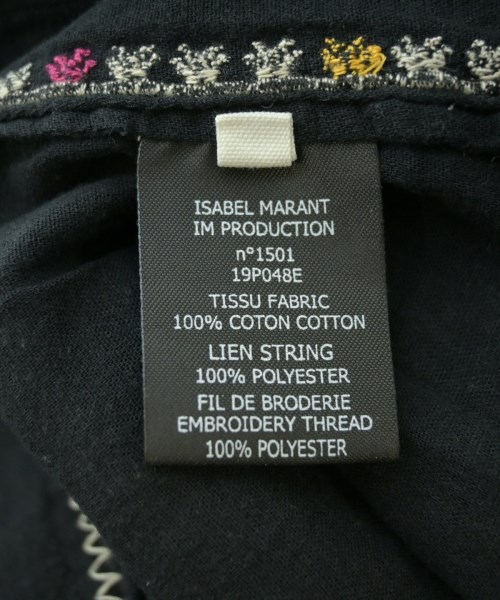 ISABEL MARANT
IM PRODUCTION
n°1501
19P048E
TISSU FABRIC
100% COTON COTTON
LIEN STRING
100% POLYESTER
FIL DE BRODERIE
EMBROIDERY THREAD
100% POLYESTER